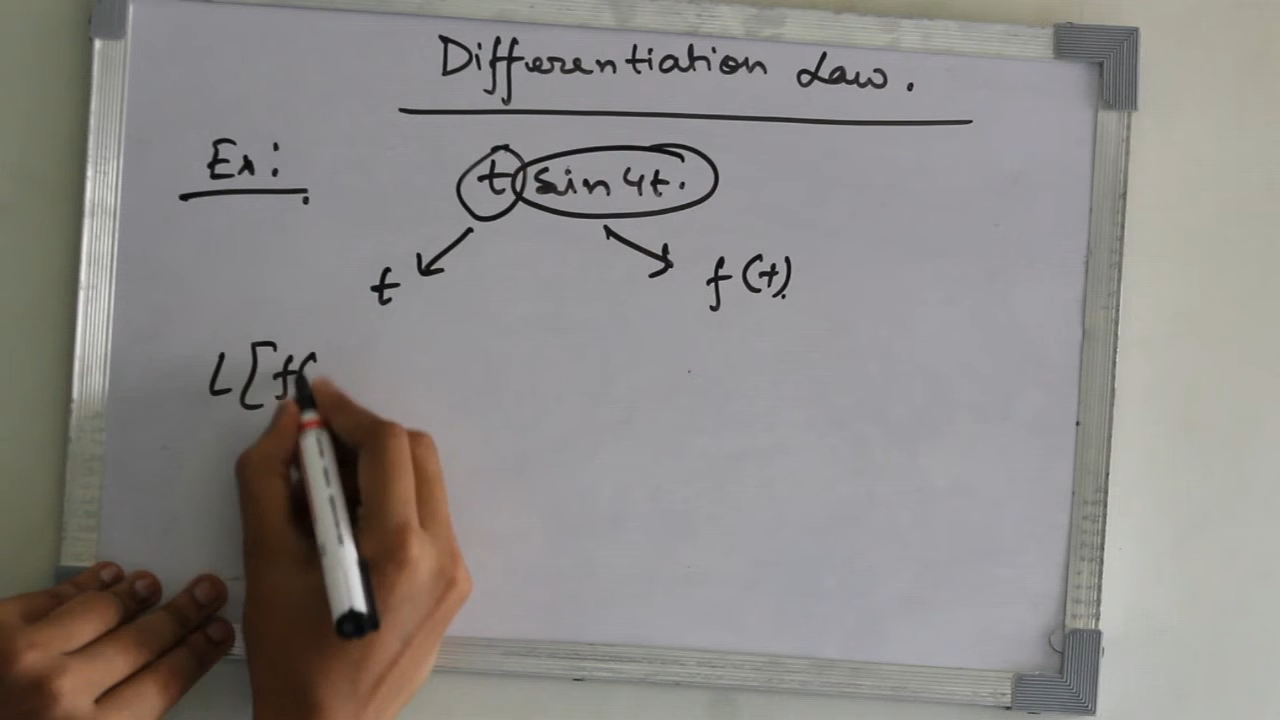 Differentiation Law.
Ex: t sin 4t.
t f(t).
L[f(